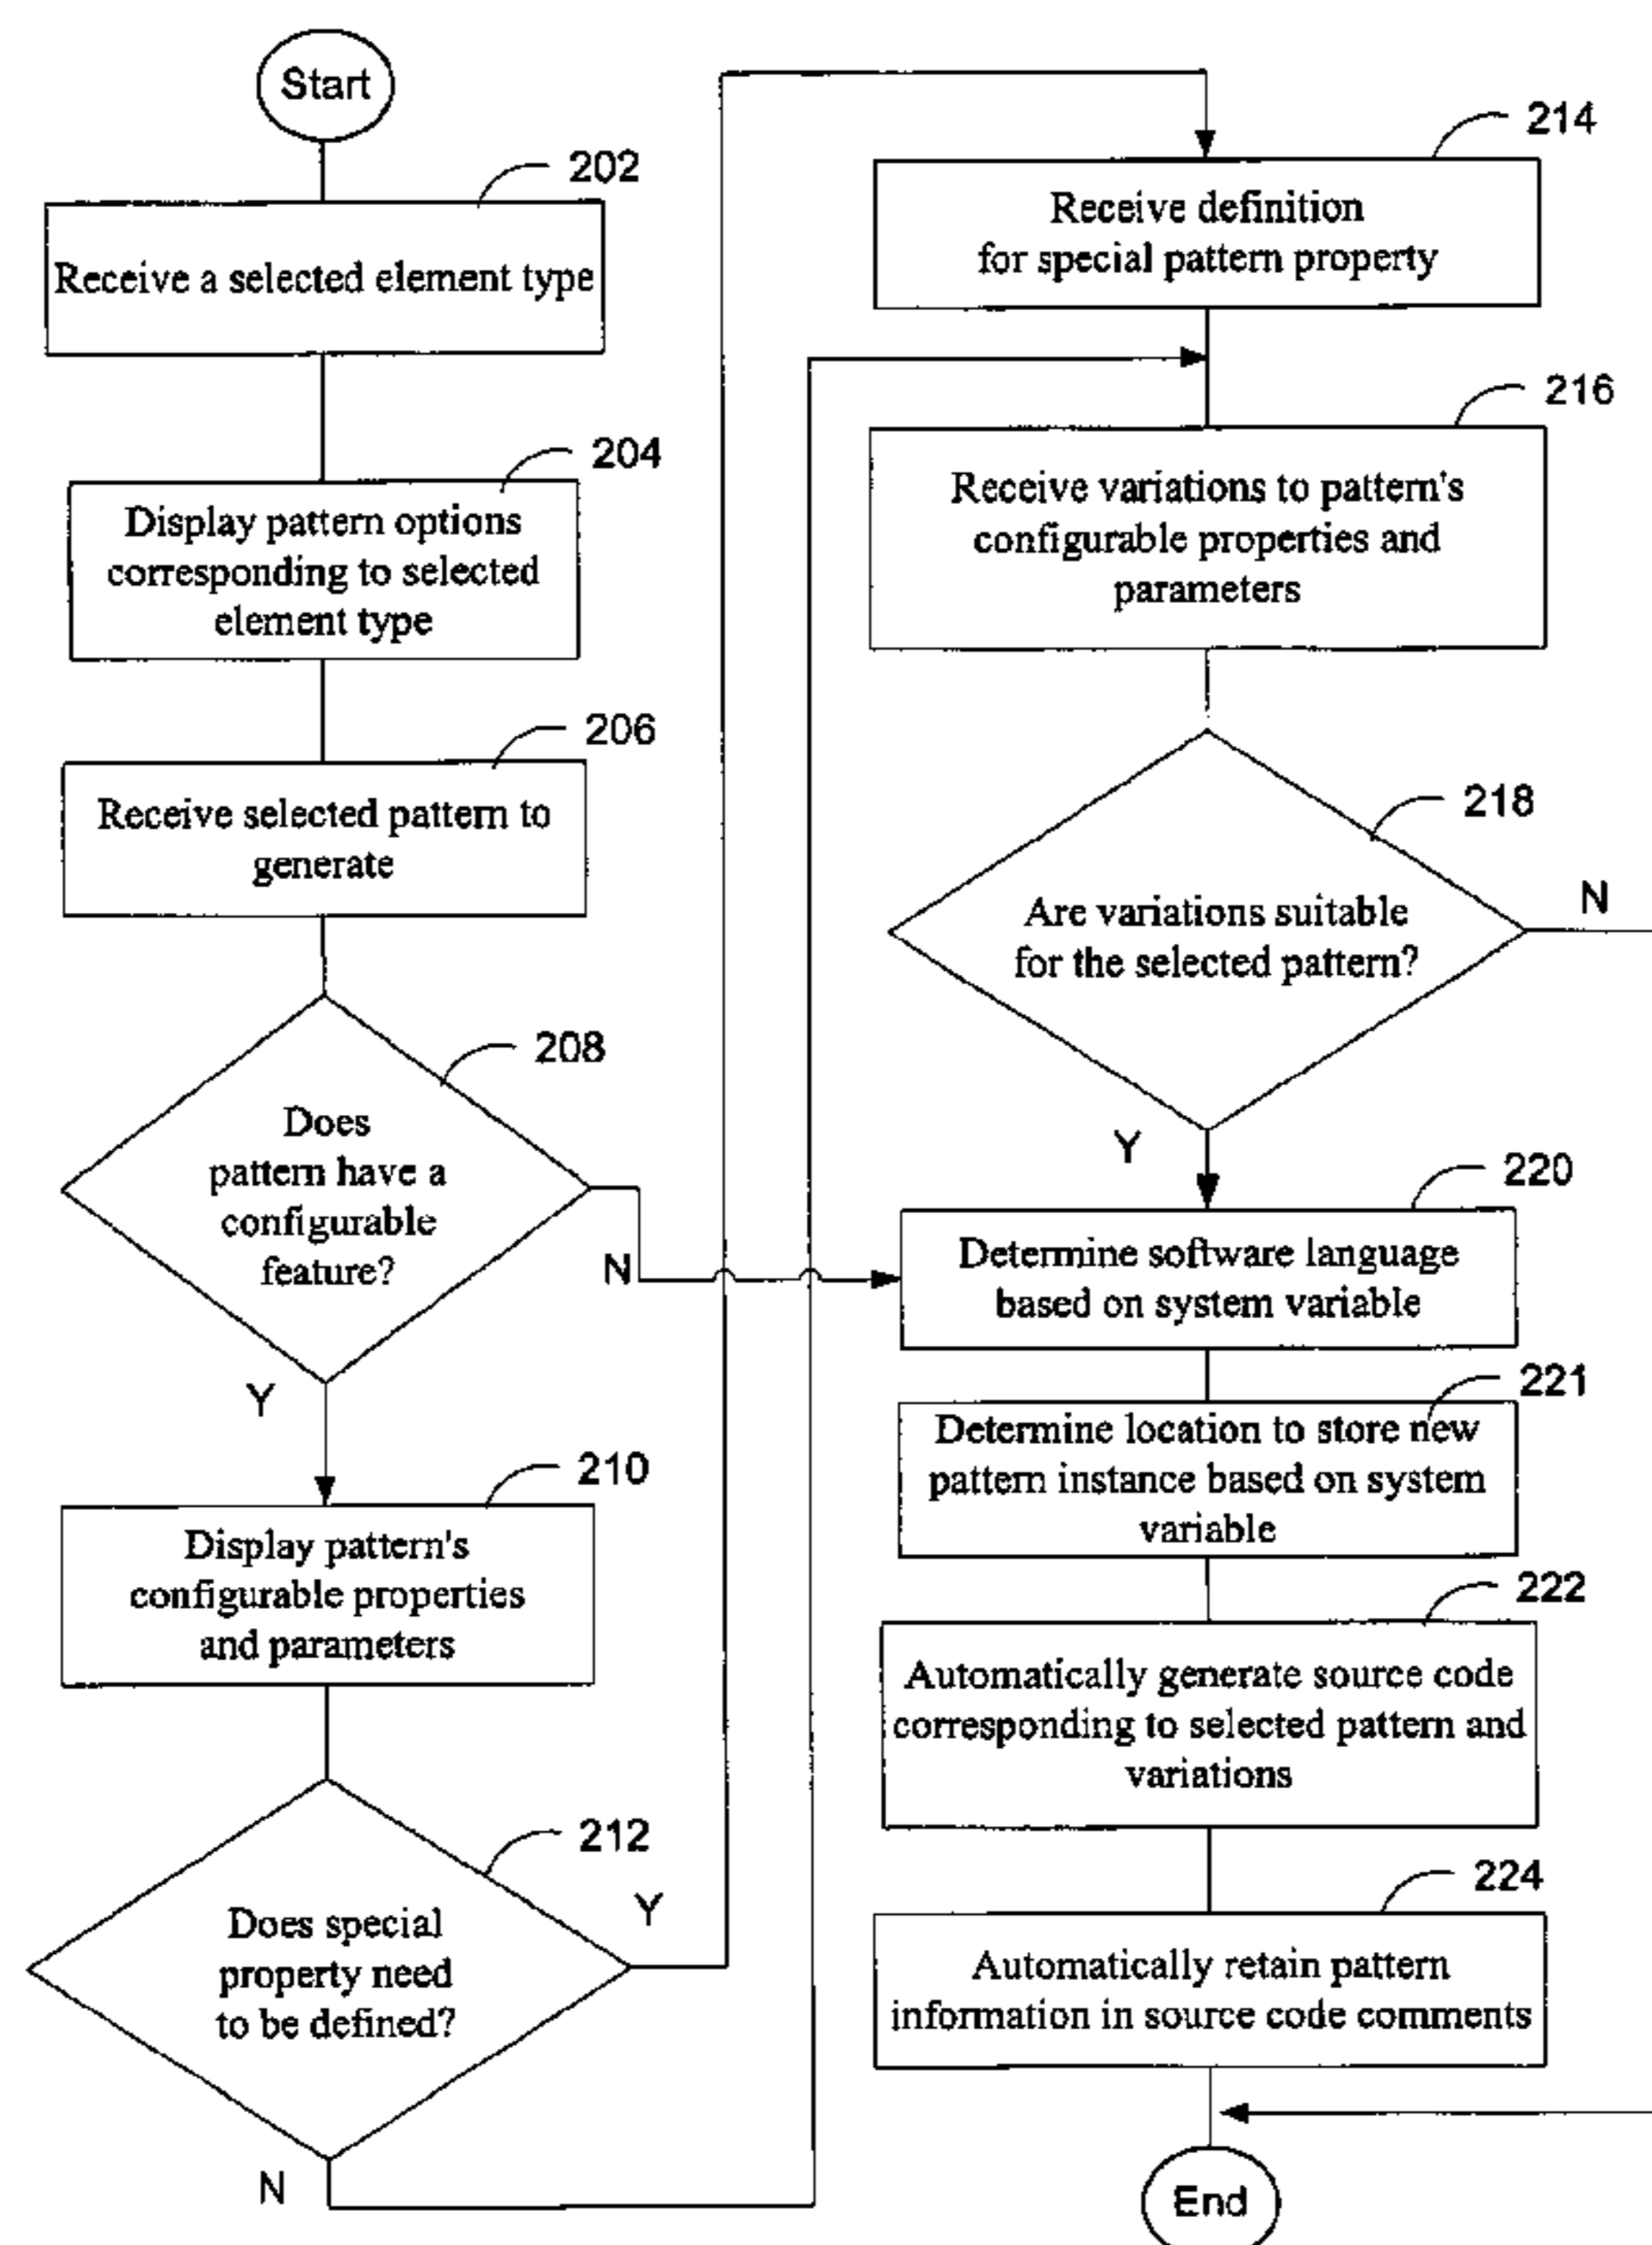 Start
202
Receive a selected element type
204
Display pattern options
corresponding to selected
element type
206
Receive selected pattern to
generate
208
Does
pattern have a
configurable
feature?
N
Y
210
Display pattern's
configurable properties
and parameters
212
Does special
property need
to be defined?
Y
N
214
Receive definition
for special pattern property
216
Receive variations to pattern's
configurable properties and
parameters
218
Are variations suitable
for the selected pattern?
N
Y
220
Determine software language
based on system variable
221
Determine location to store new
pattern instance based on system
variable
222
Automatically generate source code
corresponding to selected pattern and
variations
224
Automatically retain pattern
information in source code comments
End